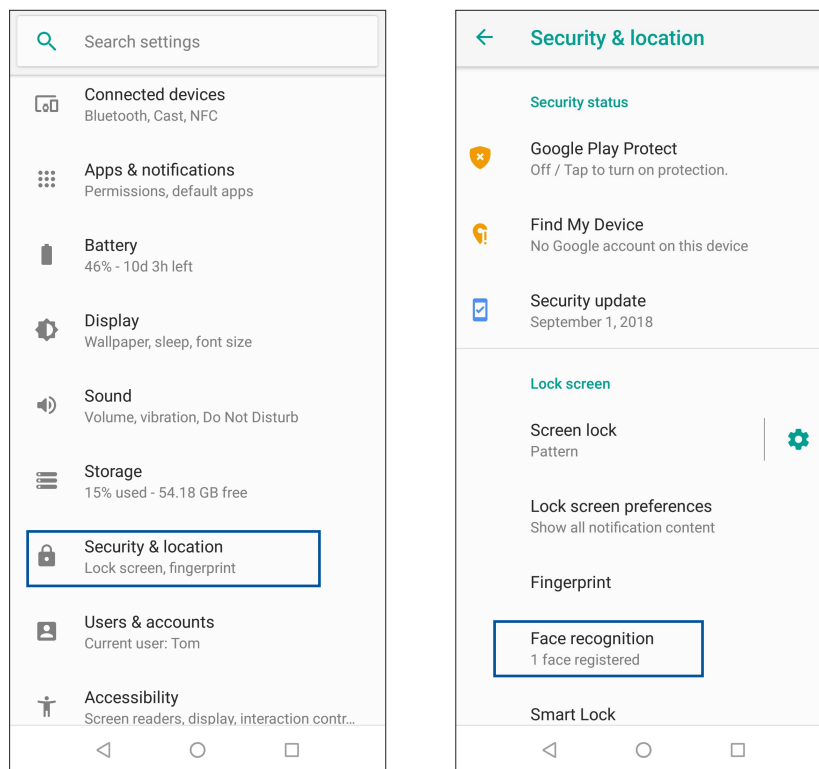 Search settings
Connected devices
Bluetooth, Cast, NFC
Apps & notifications
Permissions, default apps
Battery
46% - 10d 3h left
Display
Wallpaper, sleep, font size
Sound
Volume, vibration, Do Not Disturb
Storage
15% used - 54.18 GB free
Security & location
Lock screen, fingerprint
Users & accounts
Current user: Tom
Accessibility
Screen readers, display, interaction contr...
Security & location
Security status
Google Play Protect
Off / Tap to turn on protection.
Find My Device
No Google account on this device
Security update
September 1, 2018
Lock screen
Screen lock
Pattern
Lock screen preferences
Show all notification content
Fingerprint
Face recognition
1 face registered
Smart Lock